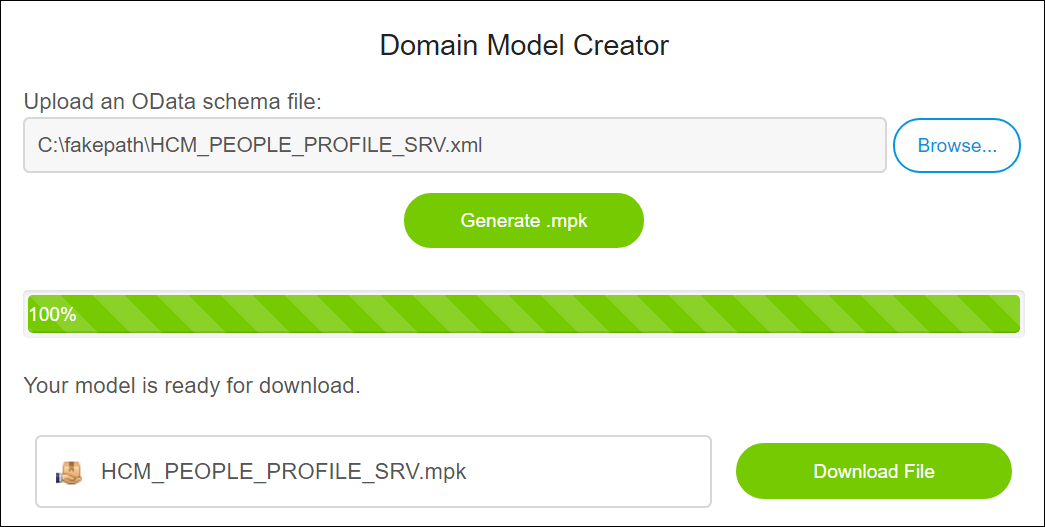 Domain Model Creator
Upload an OData schema file:
C:\fakepath\HCM_PEOPLE_PROFILE_SRV.xml
Browse...
Generate .mpk
100%
Your model is ready for download.
HCM_PEOPLE_PROFILE_SRV.mpk
Download File